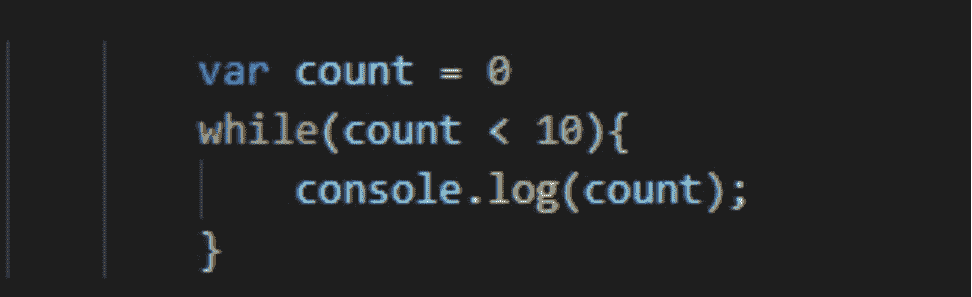 var count = 0
while(count < 10){
    console.log(count);
}